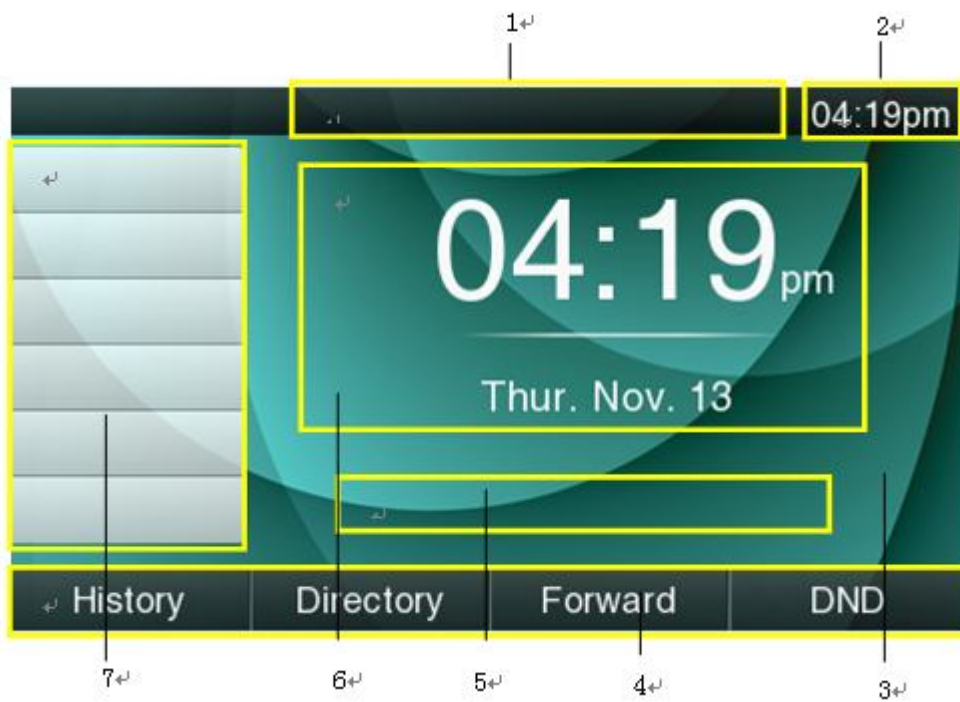 1↵ 2↵
04:19pm
04:19pm
Thur. Nov. 13
History Directory Forward DND
7↵ 6↵ 5↵ 4↵ 3↵